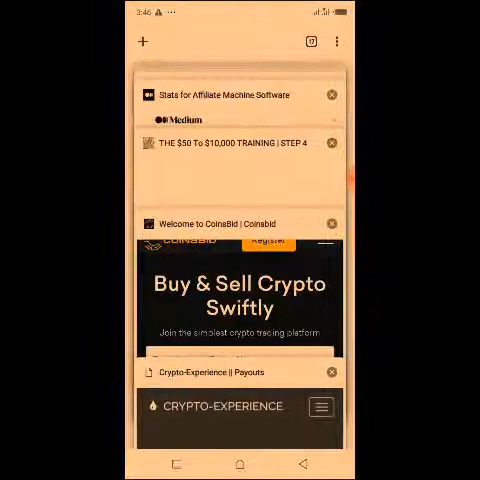 3:46
17
Stats for Affiliate Machine Software
Medium
THE $50 To $10,000 TRAINING | STEP 4
Welcome to CoinsBid | Coinsbid
COINSBID
Register
Buy & Sell Crypto
Swiftly
Join the simplest crypto trading platform
Crypto-Experience || Payouts
CRYPTO-EXPERIENCE